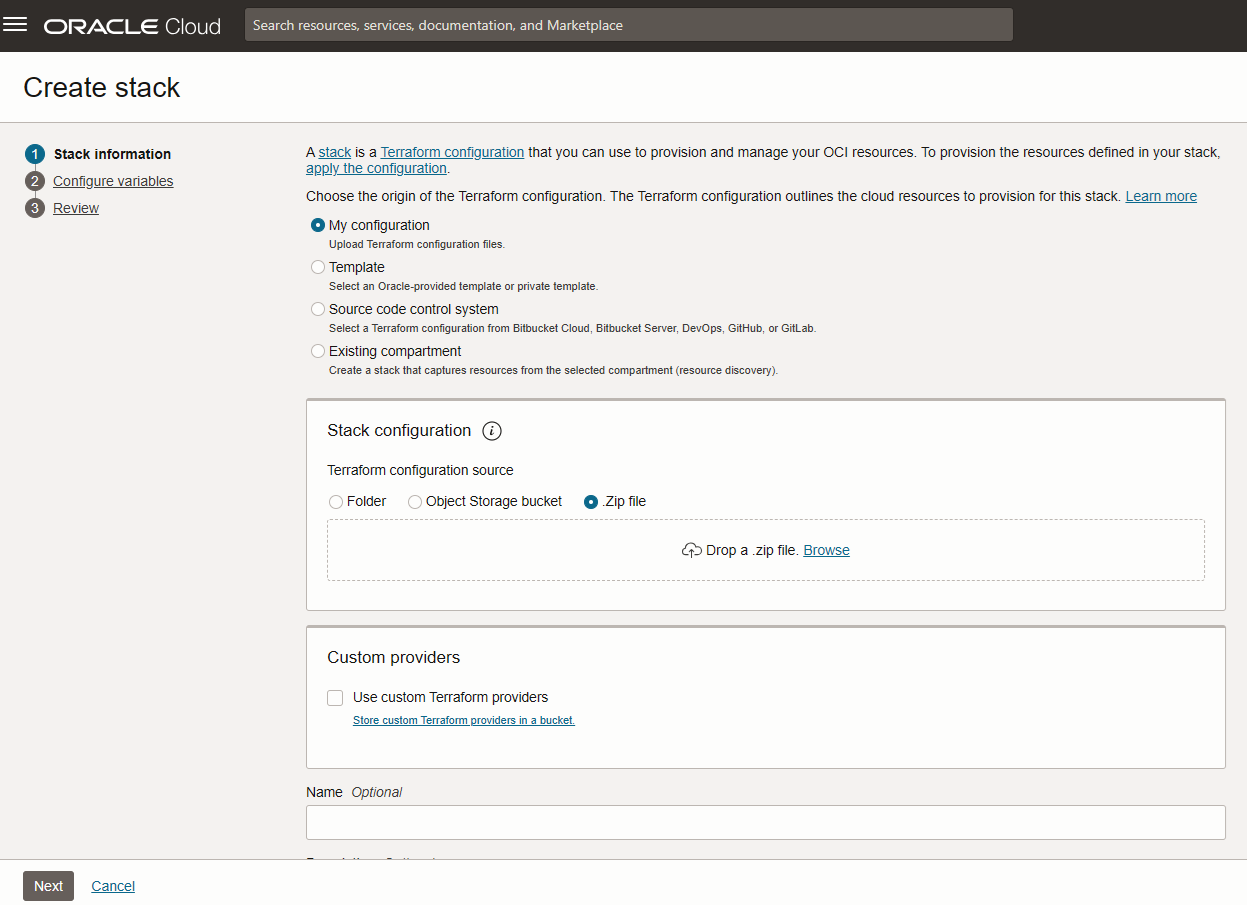 ORACLE Cloud
Search resources, services, documentation, and Marketplace
Create stack
1 Stack information
2 Configure variables
3 Review
A stack is a Terraform configuration that you can use to provision and manage your OCI resources. To provision the resources defined in your stack,
apply the configuration.
Choose the origin of the Terraform configuration. The Terraform configuration outlines the cloud resources to provision for this stack. Learn more
My configuration
Upload Terraform configuration files.
Template
Select an Oracle-provided template or private template.
Source code control system
Select a Terraform configuration from Bitbucket Cloud, Bitbucket Server, DevOps, GitHub, or GitLab.
Existing compartment
Create a stack that captures resources from the selected compartment (resource discovery).
Stack configuration i
Terraform configuration source
Folder Object Storage bucket .Zip file
Drop a .zip file. Browse
Custom providers
Use custom Terraform providers
Store custom Terraform providers in a bucket.
Name Optional
Next Cancel